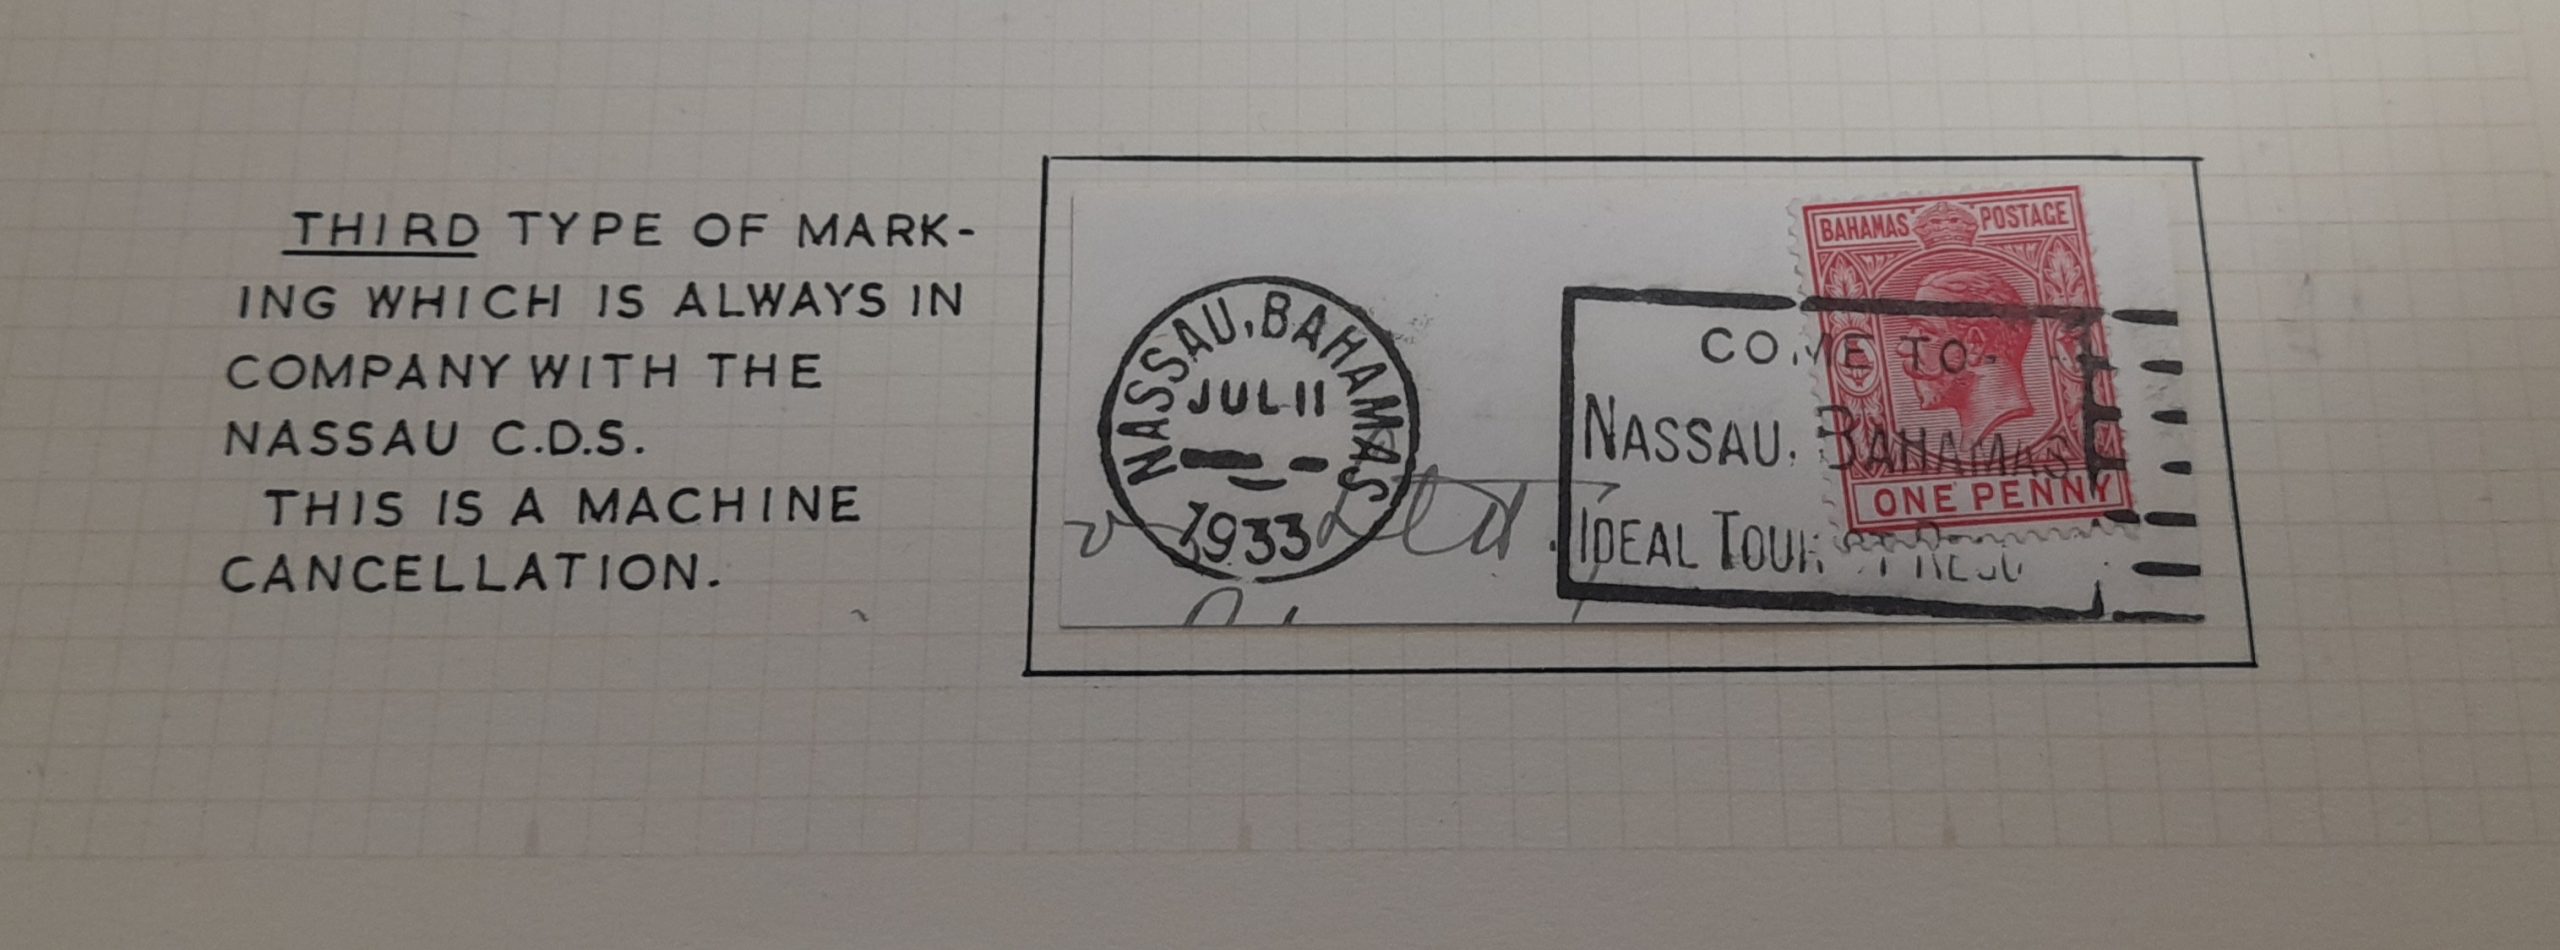 THIRD TYPE OF MARK-
ING WHICH IS ALWAYS IN
COMPANY WITH THE
NASSAU C.D.S.
THIS IS A MACHINE
CANCELLATION.
NASSAU, BAHAMAS
JUL 11
1933
BAHAMAS POSTAGE
ONE PENNY
COME TO
NASSAU, BAHAMAS
IDEAL TOUR